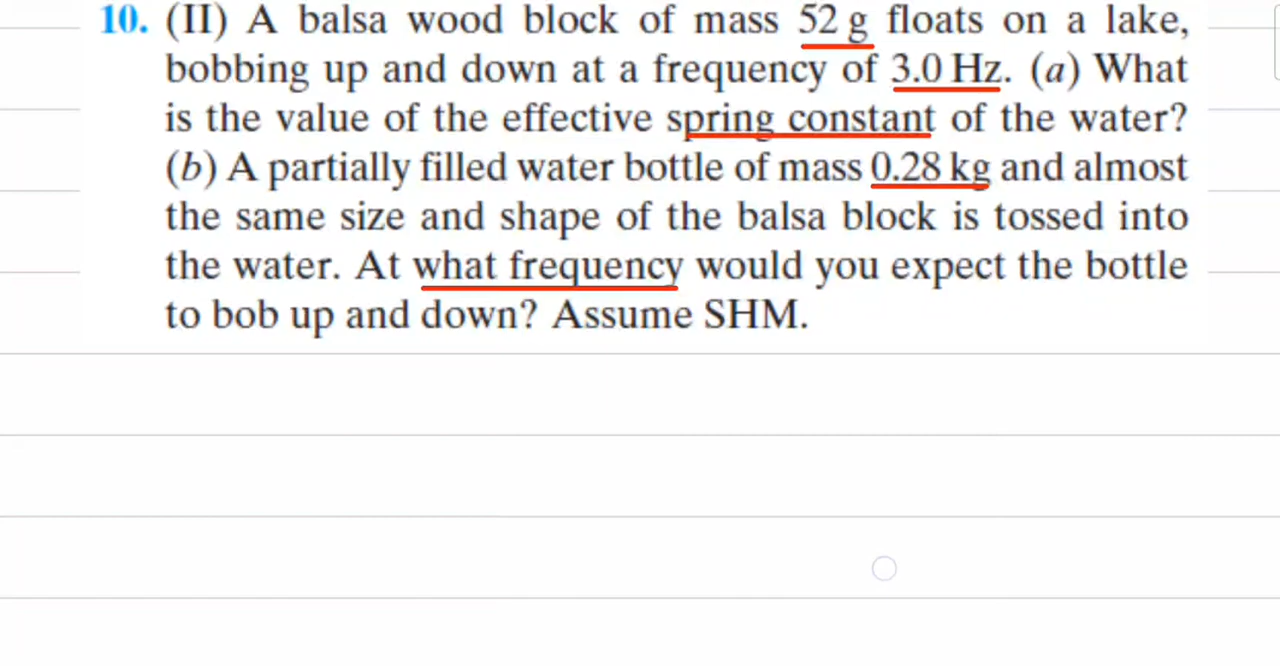 10. (II) A balsa wood block of mass 52 g floats on a lake,
bobbing up and down at a frequency of 3.0 Hz. (a) What
is the value of the effective spring constant of the water?
(b) A partially filled water bottle of mass 0.28 kg and almost
the same size and shape of the balsa block is tossed into
the water. At what frequency would you expect the bottle
to bob up and down? Assume SHM.